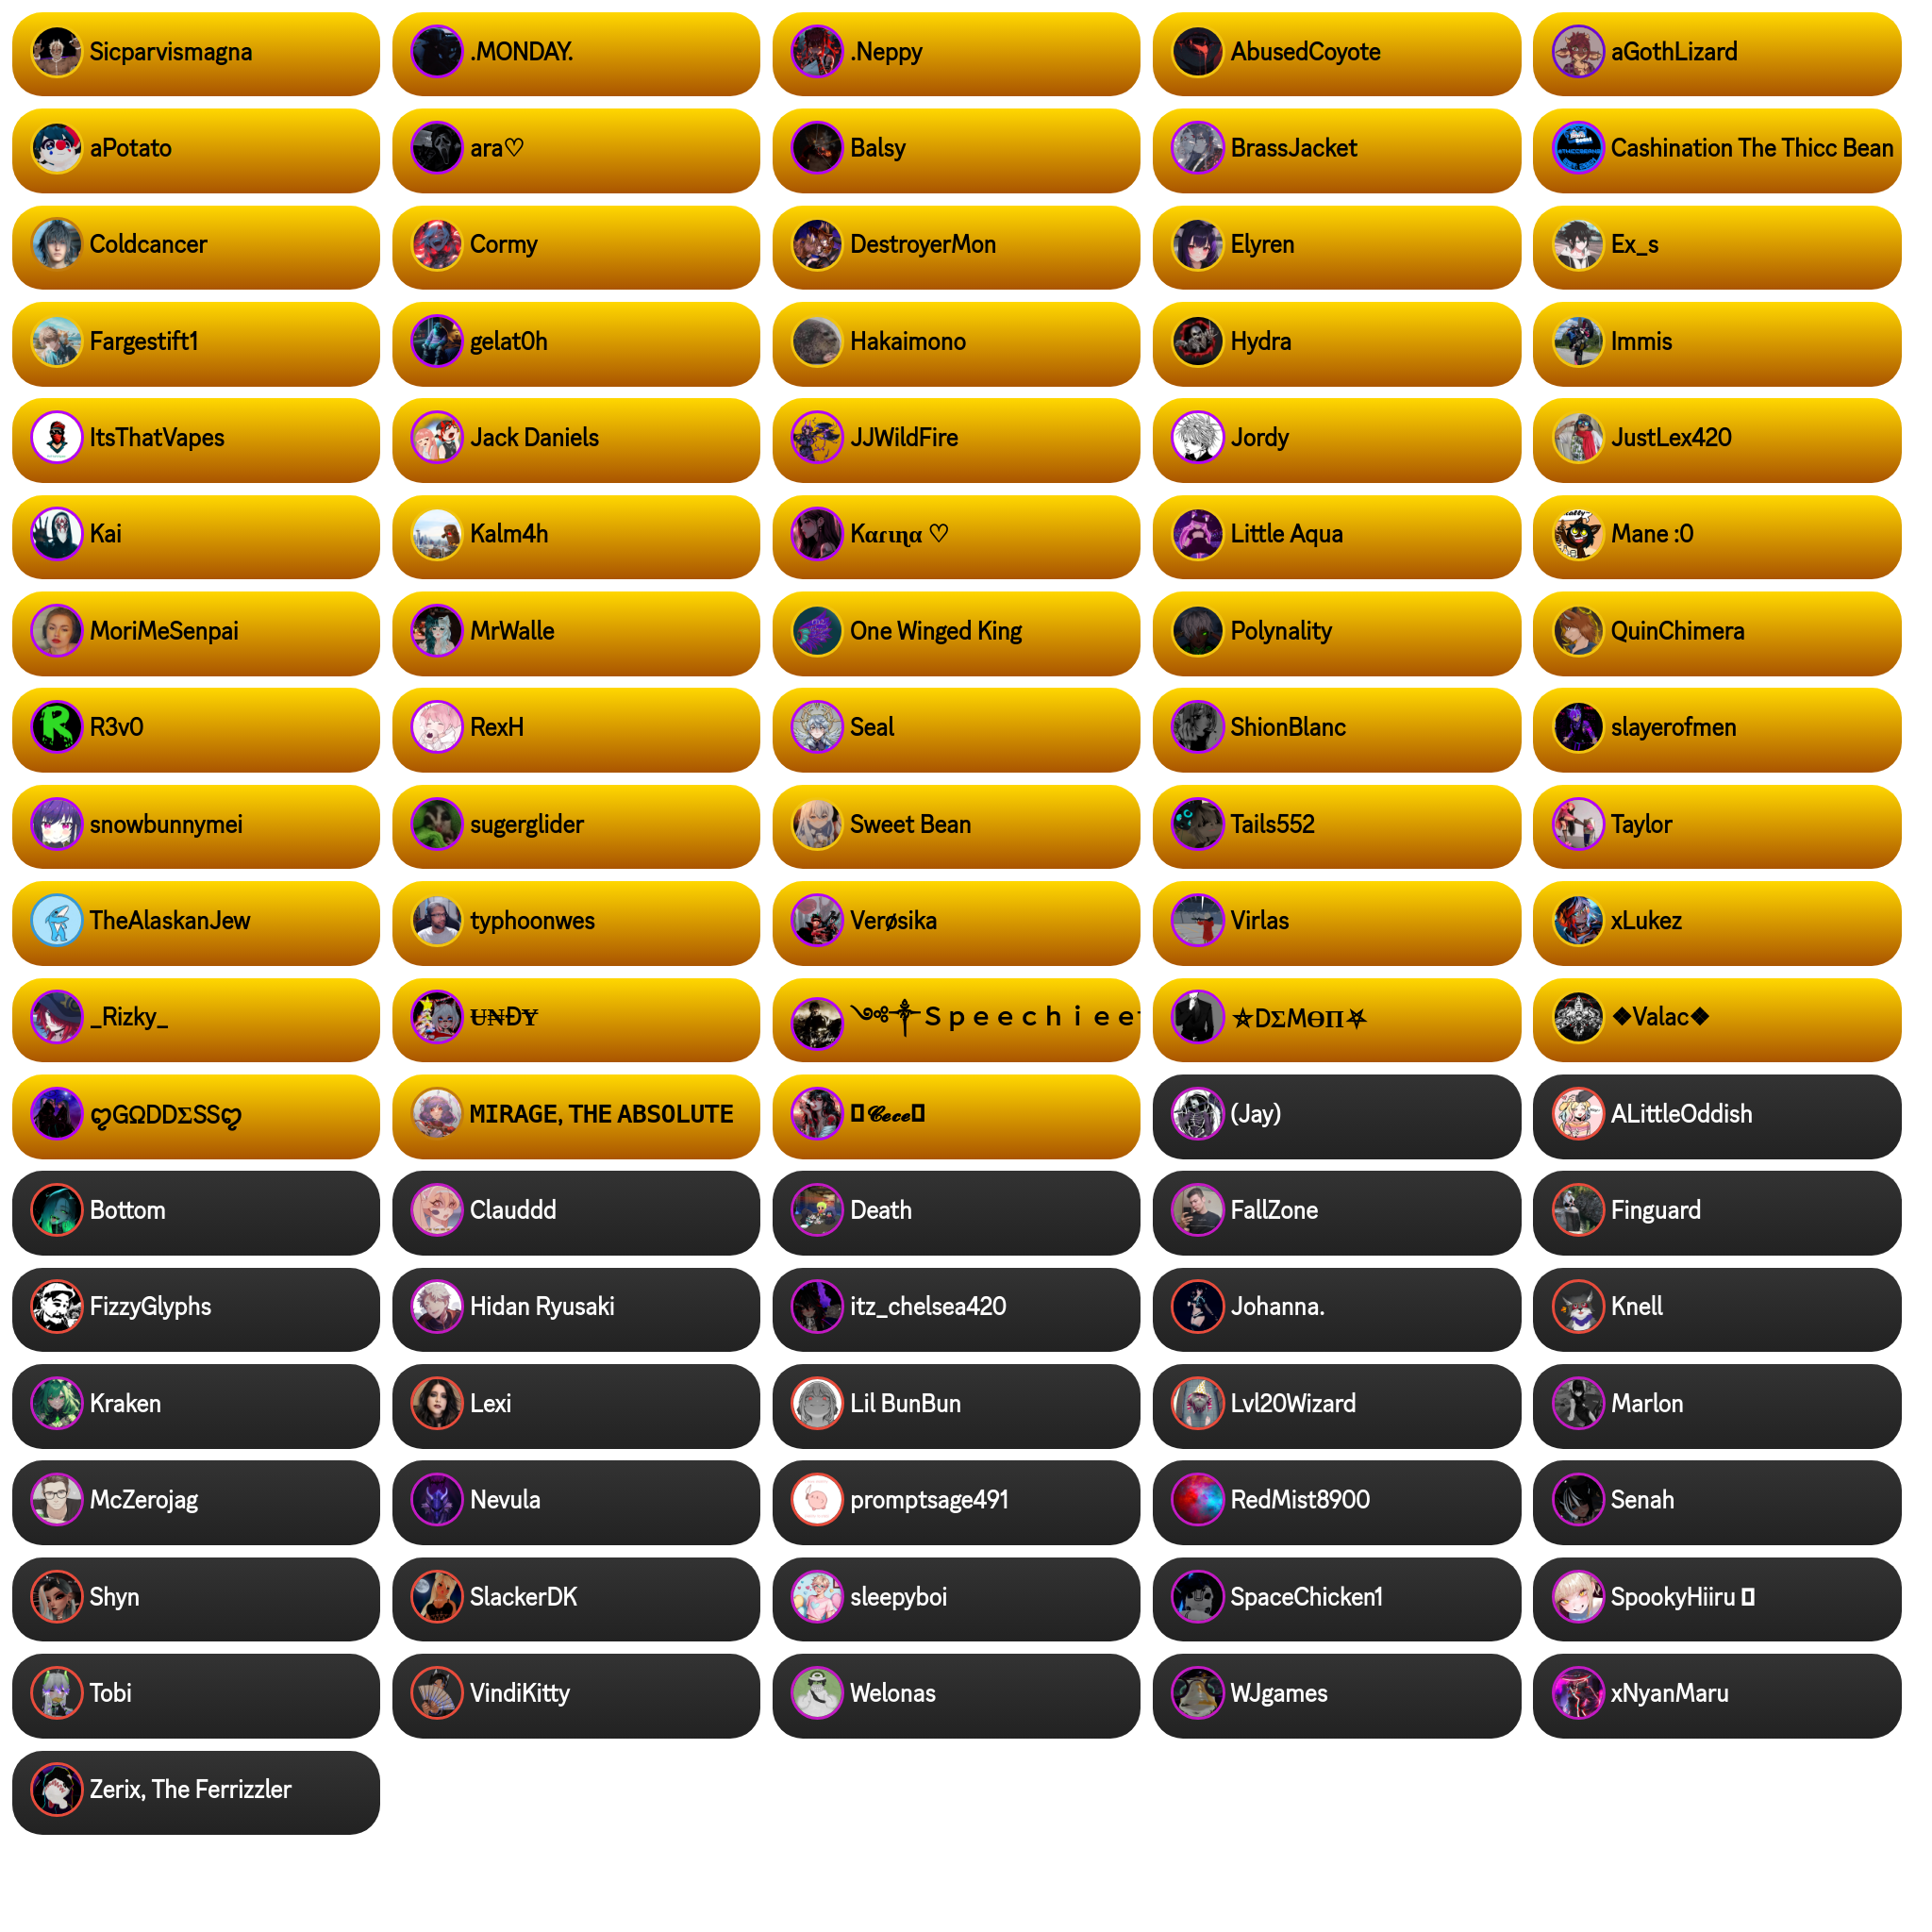 Sicparvismagna
.MONDAY.
.Neppy
AbusedCoyote
aGothLizard
aPotato
ara♡
Balsy
BrassJacket
Cashination The Thicc Bean
Coldcancer
Cormy
DestroyerMon
Elyren
Ex_s
Fargestift1
gelat0h
Hakaimono
Hydra
Immis
ItsThatVapes
Jack Daniels
JJWildFire
Jordy
JustLex420
Kai
Kalm4h
Kαɾιɳα ♡
Little Aqua
Mane :0
MoriMeSenpai
MrWalle
One Winged King
Polynality
QuinChimera
R3v0
RexH
Seal
ShionBlanc
slayerofmen
snowbunnymei
sugerglider
Sweet Bean
Tails552
Taylor
TheAlaskanJew
typhoonwes
Verøsika
Virlas
xLukez
_Rizky_
U̶N̶ĐY̶
༺✟Ｓｐｅｅｃｈｉｅｅ
⛤DΣMӨП⛧
❖Valac❖
ღGΩDDΣSSღ
MIRAGE, THE ABSOLUTE
𝓒𝓮𝓬𝓮
(Jay)
ALittleOddish
Bottom
Clauddd
Death
FallZone
Finguard
FizzyGlyphs
Hidan Ryusaki
itz_chelsea420
Johanna.
Knell
Kraken
Lexi
Lil BunBun
Lvl20Wizard
Marlon
McZerojag
Nevula
promptsage491
RedMist8900
Senah
Shyn
SlackerDK
sleepyboi
SpaceChicken1
SpookyHiiru
Tobi
VindiKitty
Welonas
WJgames
xNyanMaru
Zerix, The Ferrizzler